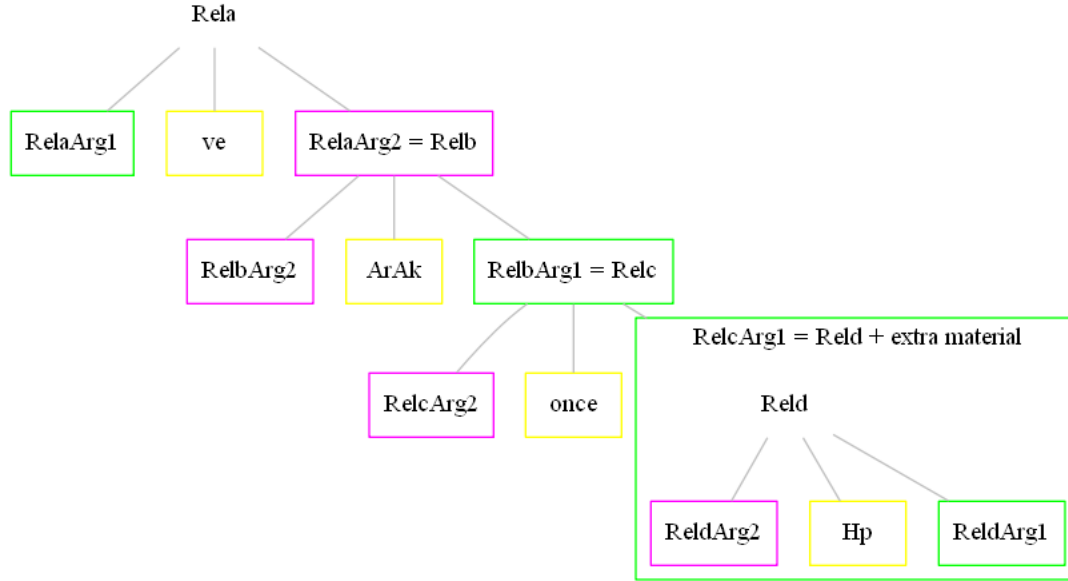 Rela
RelaArg1
ve
RelaArg2 = Relb
RelbArg2
ArAk
RelbArg1 = Relc
RelcArg2
once
RelcArg1 = Reld + extra material
Reld
ReldArg2
Hp
ReldArg1